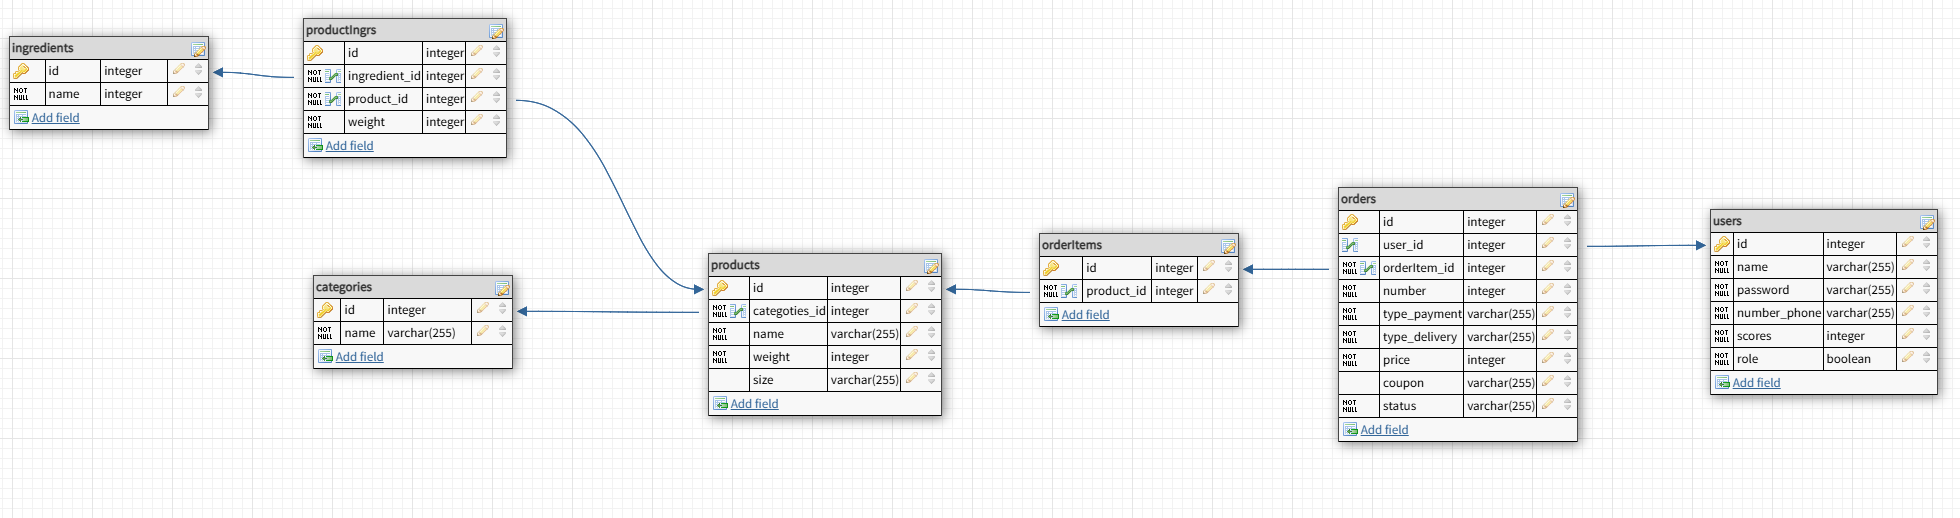 ingredients
id integer
NOT NULL name integer
Add field
productIngrs
id integer
NOT NULL ingredient_id integer
NOT NULL product_id integer
NOT NULL weight integer
Add field
categories
id integer
NOT NULL name varchar(255)
Add field
products
id integer
NOT NULL categoties_id integer
NOT NULL name varchar(255)
NOT NULL weight integer
size varchar(255)
Add field
orderItems
id integer
NOT NULL product_id integer
Add field
orders
id integer
user_id integer
NOT NULL orderItem_id integer
NOT NULL number integer
NOT NULL type_payment varchar(255)
NOT NULL type_delivery varchar(255)
NOT NULL price integer
coupon varchar(255)
NOT NULL status varchar(255)
Add field
users
id integer
NOT NULL name varchar(255)
NOT NULL password varchar(255)
NOT NULL number_phone varchar(255)
NOT NULL scores integer
NOT NULL role boolean
Add field